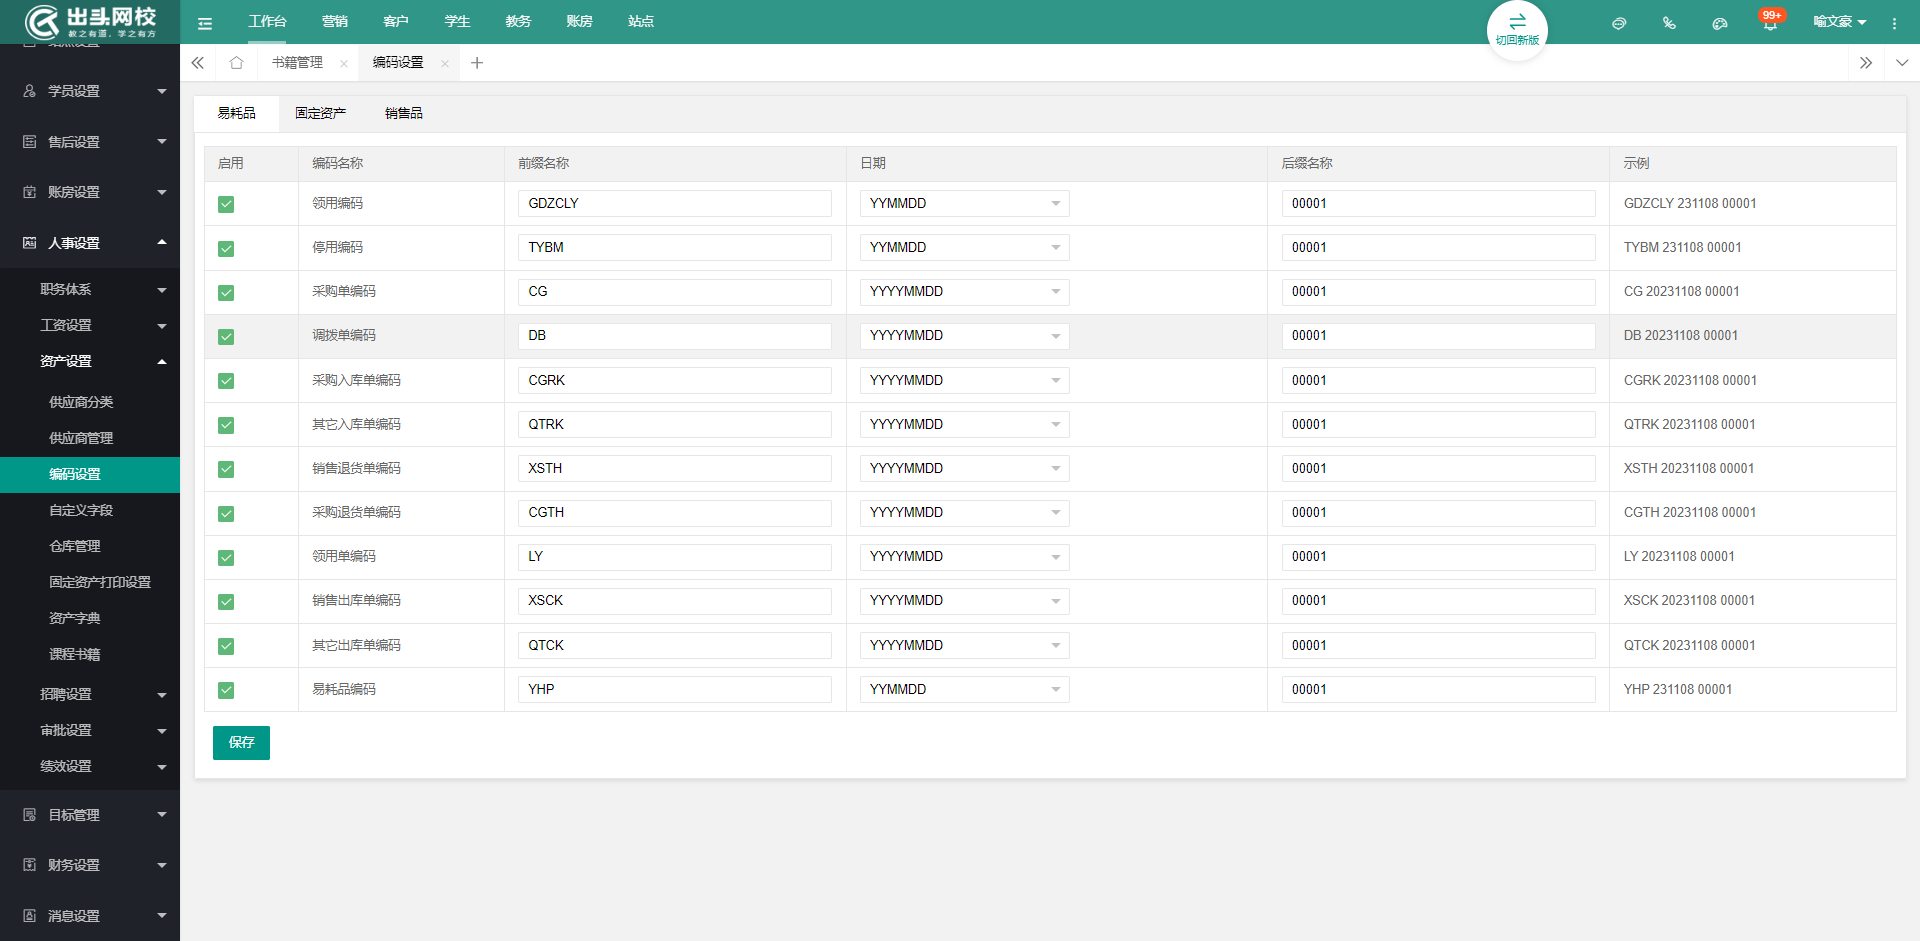 出头网校
教之有道，学之有方
工作台 营销 客户 学生 教务 账房 站点
切回新版
99+
喻文豪
书籍管理 编码设置
学员设置
售后设置
账房设置
人事设置
职务体系
工资设置
资产设置
供应商分类
供应商管理
编码设置
自定义字段
仓库管理
固定资产打印设置
资产字典
课程书籍
招聘设置
审批设置
绩效设置
目标管理
财务设置
消息设置
易耗品 固定资产 销售品
启用 编码名称 前缀名称 日期 后缀名称 示例
领用编码 GDZCLY YYMMDD 00001 GDZCLY 231108 00001
停用编码 TYBM YYMMDD 00001 TYBM 231108 00001
采购单编码 CG YYYYMMDD 00001 CG 20231108 00001
调拨单编码 DB YYYYMMDD 00001 DB 20231108 00001
采购入库单编码 CGRK YYYYMMDD 00001 CGRK 20231108 00001
其它入库单编码 QTRK YYYYMMDD 00001 QTRK 20231108 00001
销售退货单编码 XSTH YYYYMMDD 00001 XSTH 20231108 00001
采购退货单编码 CGTH YYYYMMDD 00001 CGTH 20231108 00001
领用单编码 LY YYYYMMDD 00001 LY 20231108 00001
销售出库单编码 XSCK YYYYMMDD 00001 XSCK 20231108 00001
其它出库单编码 QTCK YYYYMMDD 00001 QTCK 20231108 00001
易耗品编码 YHP YYMMDD 00001 YHP 231108 00001
保存